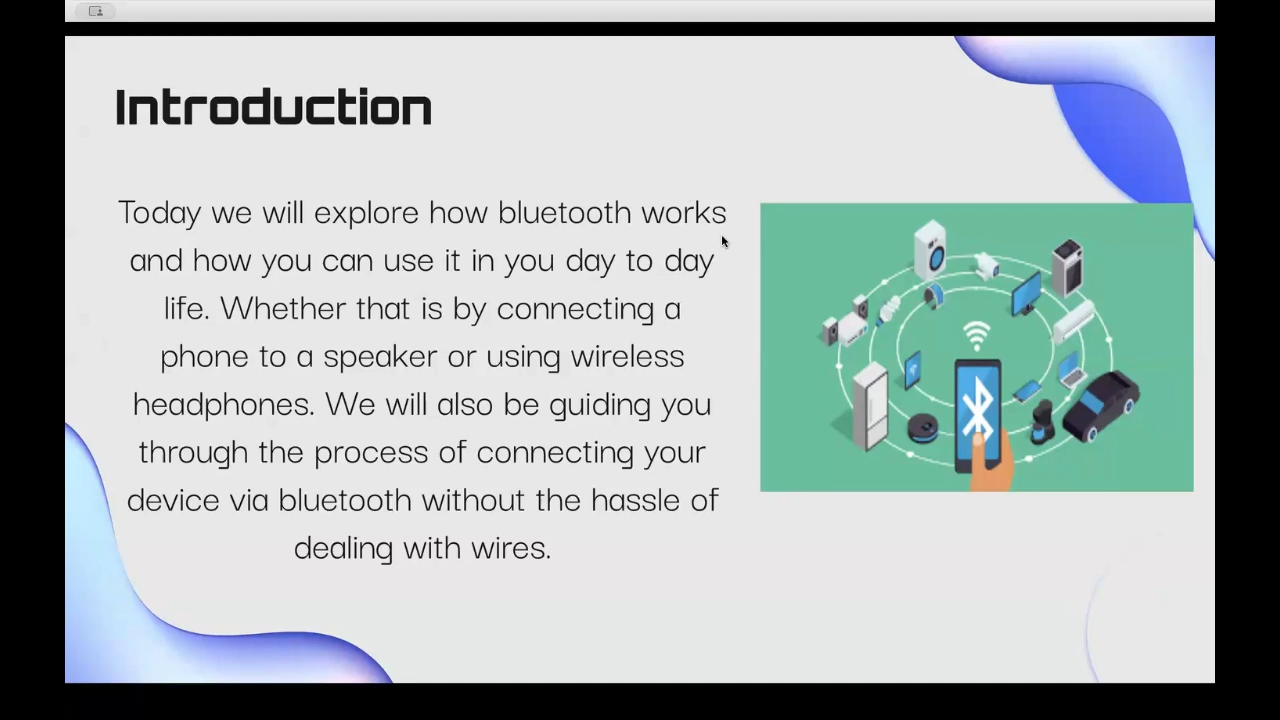 Introduction
Today we will explore how bluetooth works
and how you can use it in you day to day
life. Whether that is by connecting a
phone to a speaker or using wireless
headphones. We will also be guiding you
through the process of connecting your
device via bluetooth without the hassle of
dealing with wires.